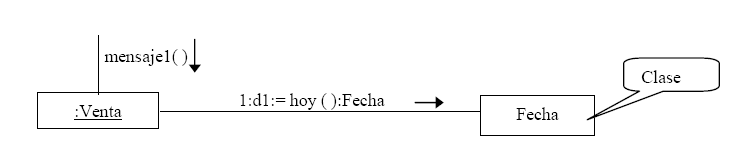 mensaje1( )
Clase
1:d1:= hoy ( ):Fecha
:Venta
Fecha